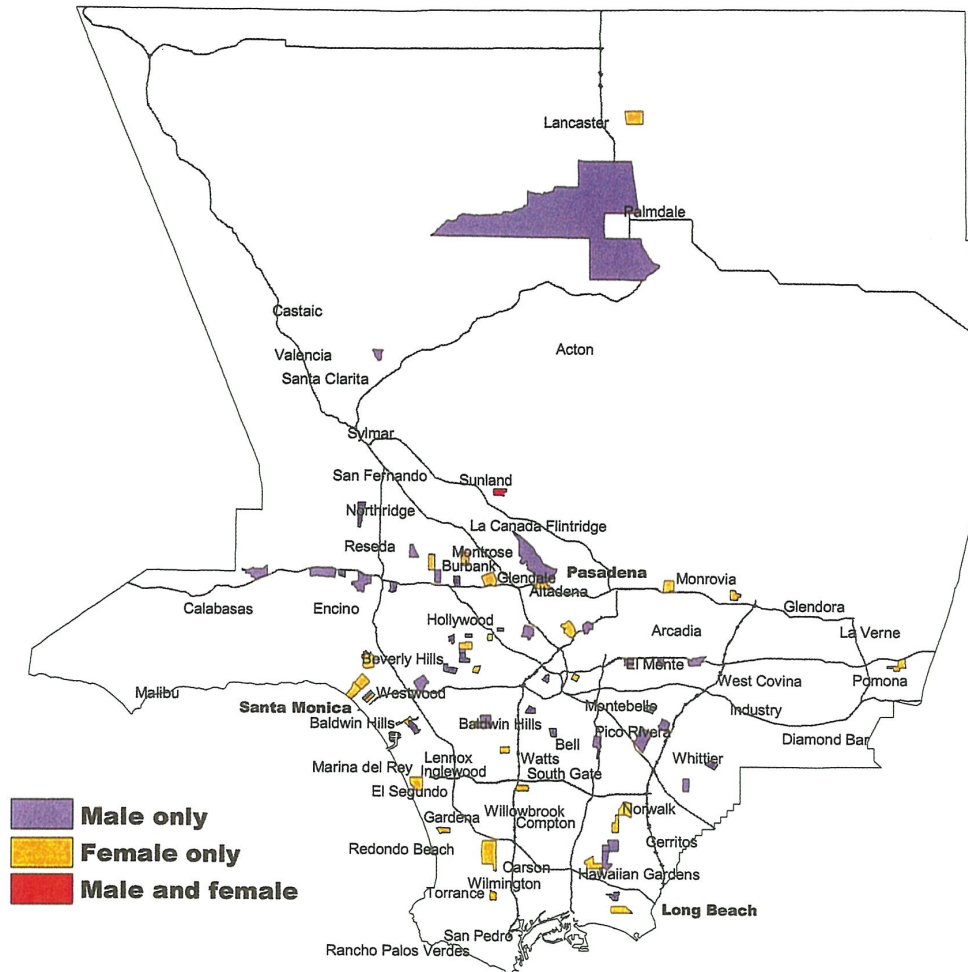 Lancaster
Palmdale
Castaic
Valencia
Acton
Santa Clarita
Sylmar
San Fernando
Sunland
Northridge
La Canada Flintridge
Reseda
Montrose
Burbank
Glendale
Pasadena
Altadena
Monrovia
Calabasas
Encino
Glendora
Hollywood
Arcadia
La Verne
Beverly Hills
El Monte
Malibu
Westwood
West Covina
Pomona
Santa Monica
Montebello
Industry
Baldwin Hills
Baldwin Hills
Bell
Pico Rivera
Diamond Bar
Marina del Rey
Lennox
Watts
Whittier
Inglewood
South Gate
El Segundo
Male only
Gardena
Willowbrook
Compton
Norwalk
Female only
Redondo Beach
Cerritos
Carson
Hawaiian Gardens
Male and female
Torrance
Wilmington
Long Beach
San Pedro
Rancho Palos Verdes